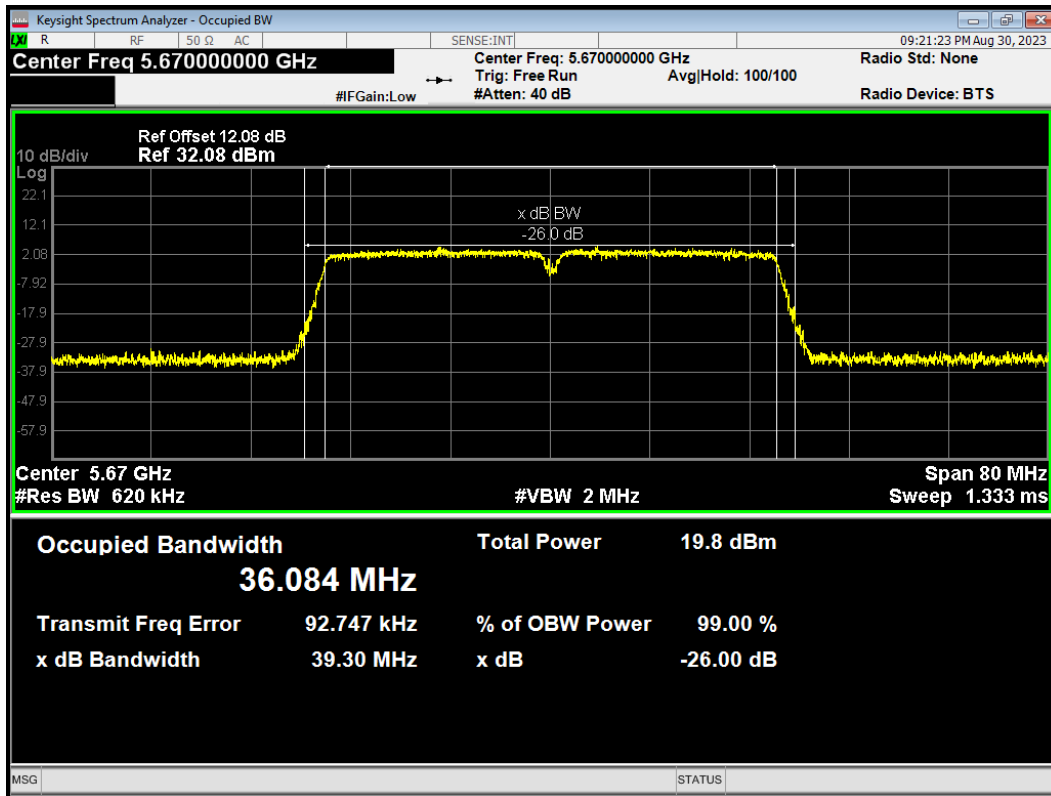 Keysight Spectrum Analyzer - Occupied BW
LXI R RF 50 Ω AC SENSE:INT 09:21:23 PM Aug 30, 2023
Center Freq 5.670000000 GHz Center Freq: 5.670000000 GHz Radio Std: None
Trig: Free Run Avg|Hold: 100/100
#IFGain:Low #Atten: 40 dB Radio Device: BTS
Ref Offset 12.08 dB
10 dB/div Ref 32.08 dBm
Log
22.1
12.1
2.08
-7.92
-17.9
-27.9
-37.9
-47.9
-57.9
x dB BW
-26.0 dB
Center 5.67 GHz Span 80 MHz
#Res BW 620 kHz #VBW 2 MHz Sweep 1.333 ms
Occupied Bandwidth Total Power 19.8 dBm
36.084 MHz
Transmit Freq Error 92.747 kHz % of OBW Power 99.00 %
x dB Bandwidth 39.30 MHz x dB -26.00 dB
MSG STATUS